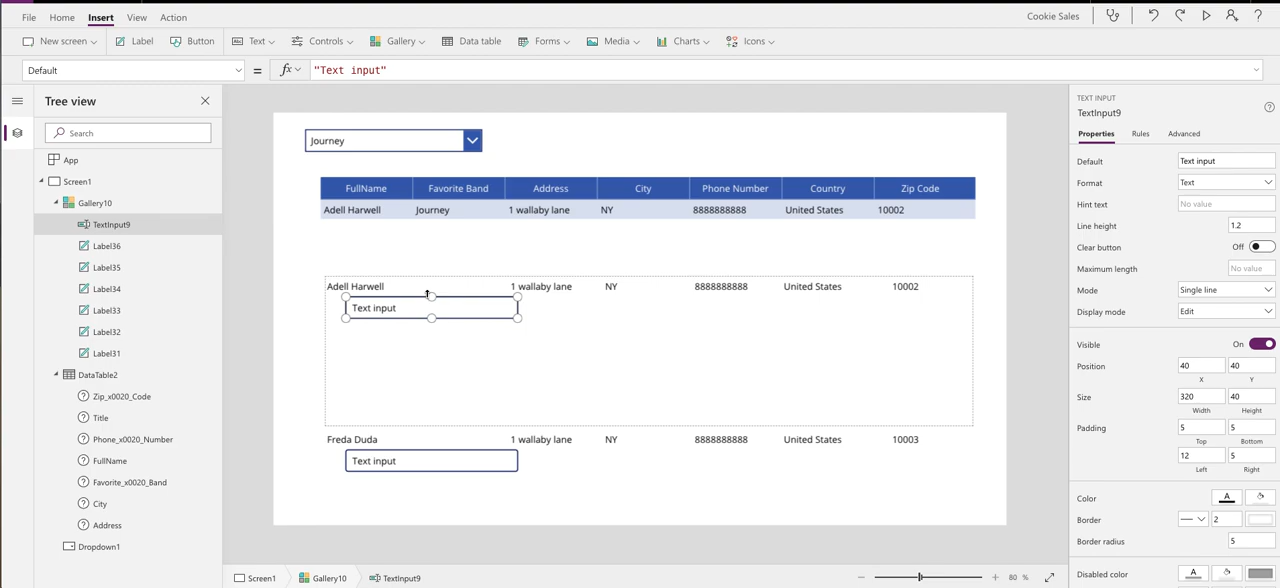 File Home Insert View Action Cookie Sales
New screen Label Button Text Controls Gallery Data table Forms Media Charts Icons
Default = fx "Text input"
Tree view
Search
App
Screen1
Gallery10
TextInput9
Label36
Label35
Label34
Label33
Label32
Label31
DataTable2
Zip_x0020_Code
Title
Phone_x0020_Number
FullName
Favorite_x0020_Band
City
Address
Dropdown1
Journey
FullName Favorite Band Address City Phone Number Country Zip Code
Adell Harwell Journey 1 wallaby lane NY 8888888888 United States 10002
Adell Harwell 1 wallaby lane NY 8888888888 United States 10002
Text input
Freda Duda 1 wallaby lane NY 8888888888 United States 10003
Text input
Screen1 Gallery10 TextInput9 80 %
TEXT INPUT
TextInput9
Properties Rules Advanced
Default Text input
Format Text
Hint text No value
Line height 1.2
Clear button Off
Maximum length No value
Mode Single line
Display mode Edit
Visible On
Position 40 40
X Y
Size 320 40
Width Height
Padding 5 5
Top Bottom
12 5
Left Right
Color A
Border 2
Border radius 5
Disabled color A